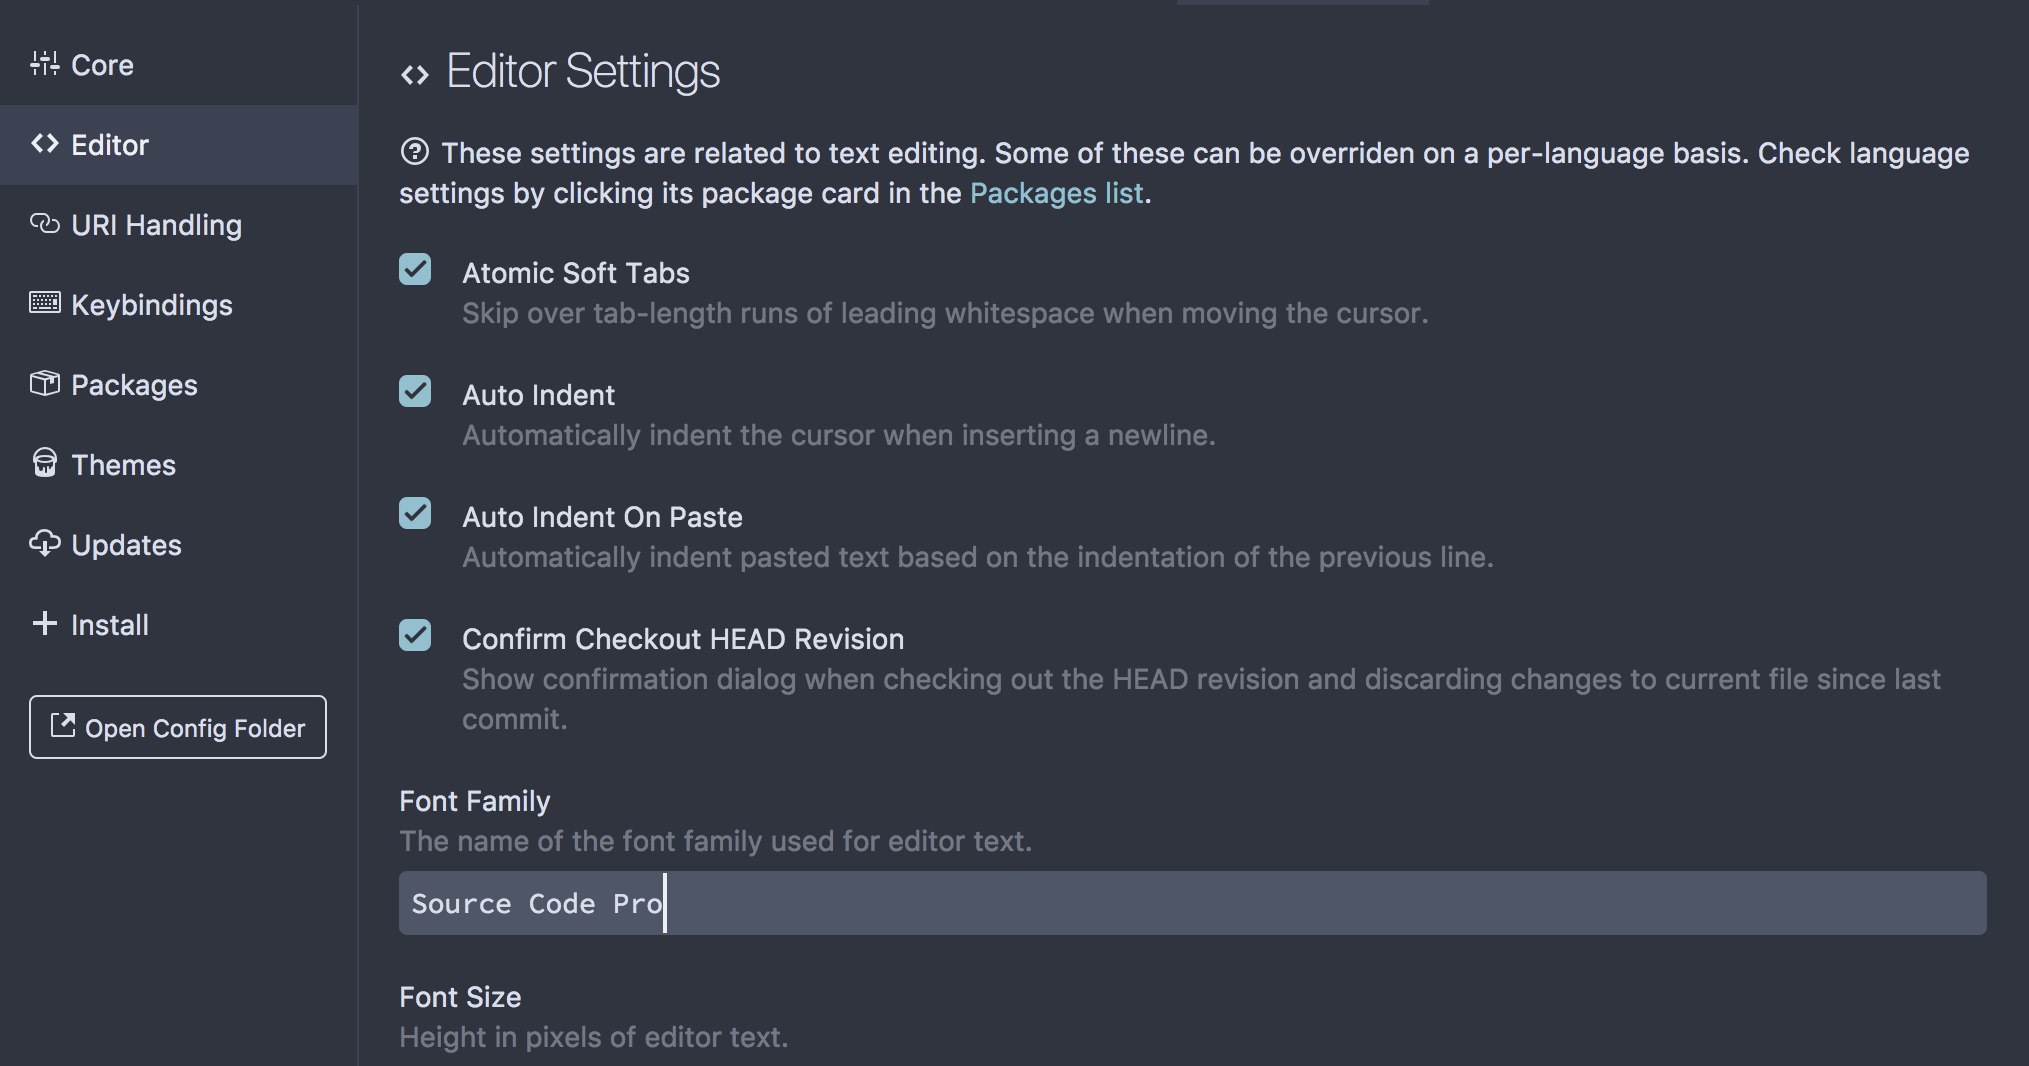 Core
Editor
URI Handling
Keybindings
Packages
Themes
Updates
Install
Open Config Folder
Editor Settings
These settings are related to text editing. Some of these can be overriden on a per-language basis. Check language
settings by clicking its package card in the Packages list.
Atomic Soft Tabs
Skip over tab-length runs of leading whitespace when moving the cursor.
Auto Indent
Automatically indent the cursor when inserting a newline.
Auto Indent On Paste
Automatically indent pasted text based on the indentation of the previous line.
Confirm Checkout HEAD Revision
Show confirmation dialog when checking out the HEAD revision and discarding changes to current file since last
commit.
Font Family
The name of the font family used for editor text.
Source Code Pro
Font Size
Height in pixels of editor text.